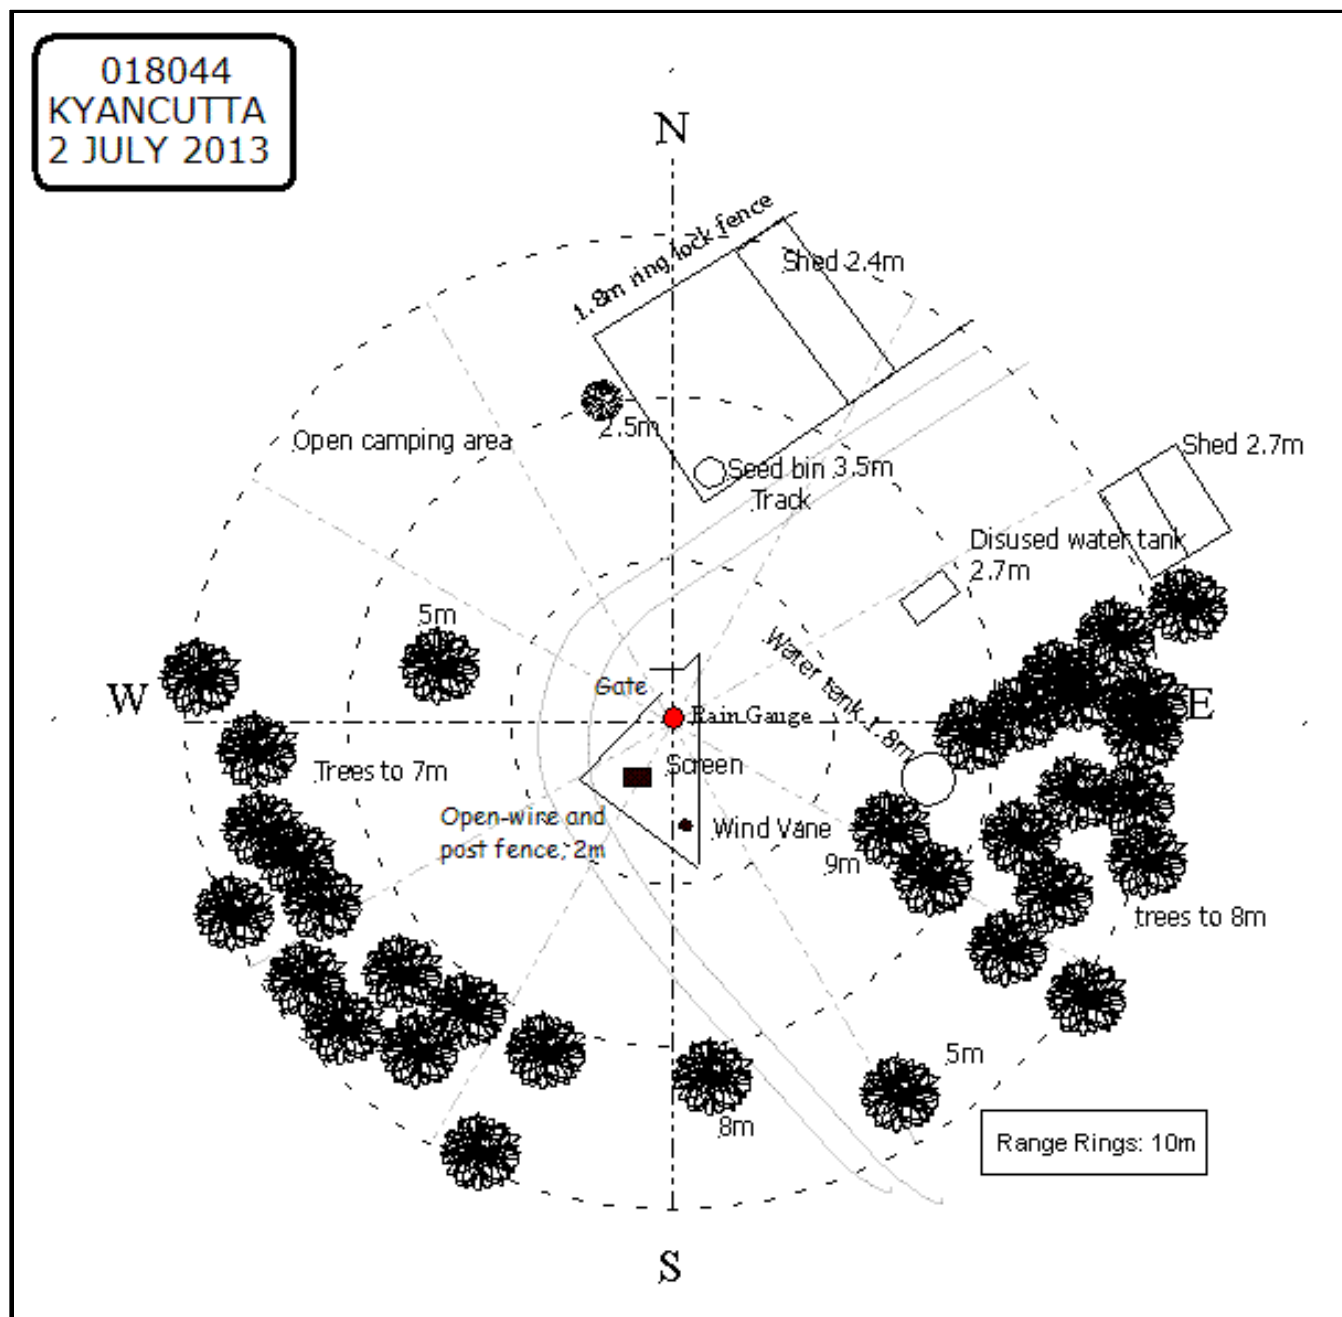 018044
KYANCUTTA
2 JULY 2013
N
1.8m ring lock fence
Shed 2.4m
2.5m
Open camping area
Seed bin 3.5m
Track
Shed 2.7m
Disused water tank
2.7m
5m
Water tank 1.8m
Gate
W
Rain Gauge
E
Trees to 7m
Screen
Open-wire and
post fence, 2m
Wind Vane
9m
trees to 8m
5m
8m
Range Rings: 10m
S